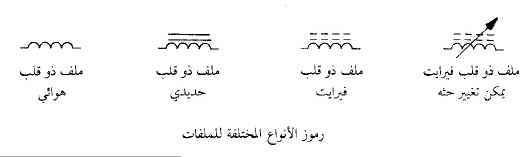 ملف ذو قلب فيرايت
يمكن تغيير حثه
ملف ذو قلب
فيرايت
ملف ذو قلب
حديدي
ملف ذو قلب
هوائي
رموز الأنواع المختلفة للملفات